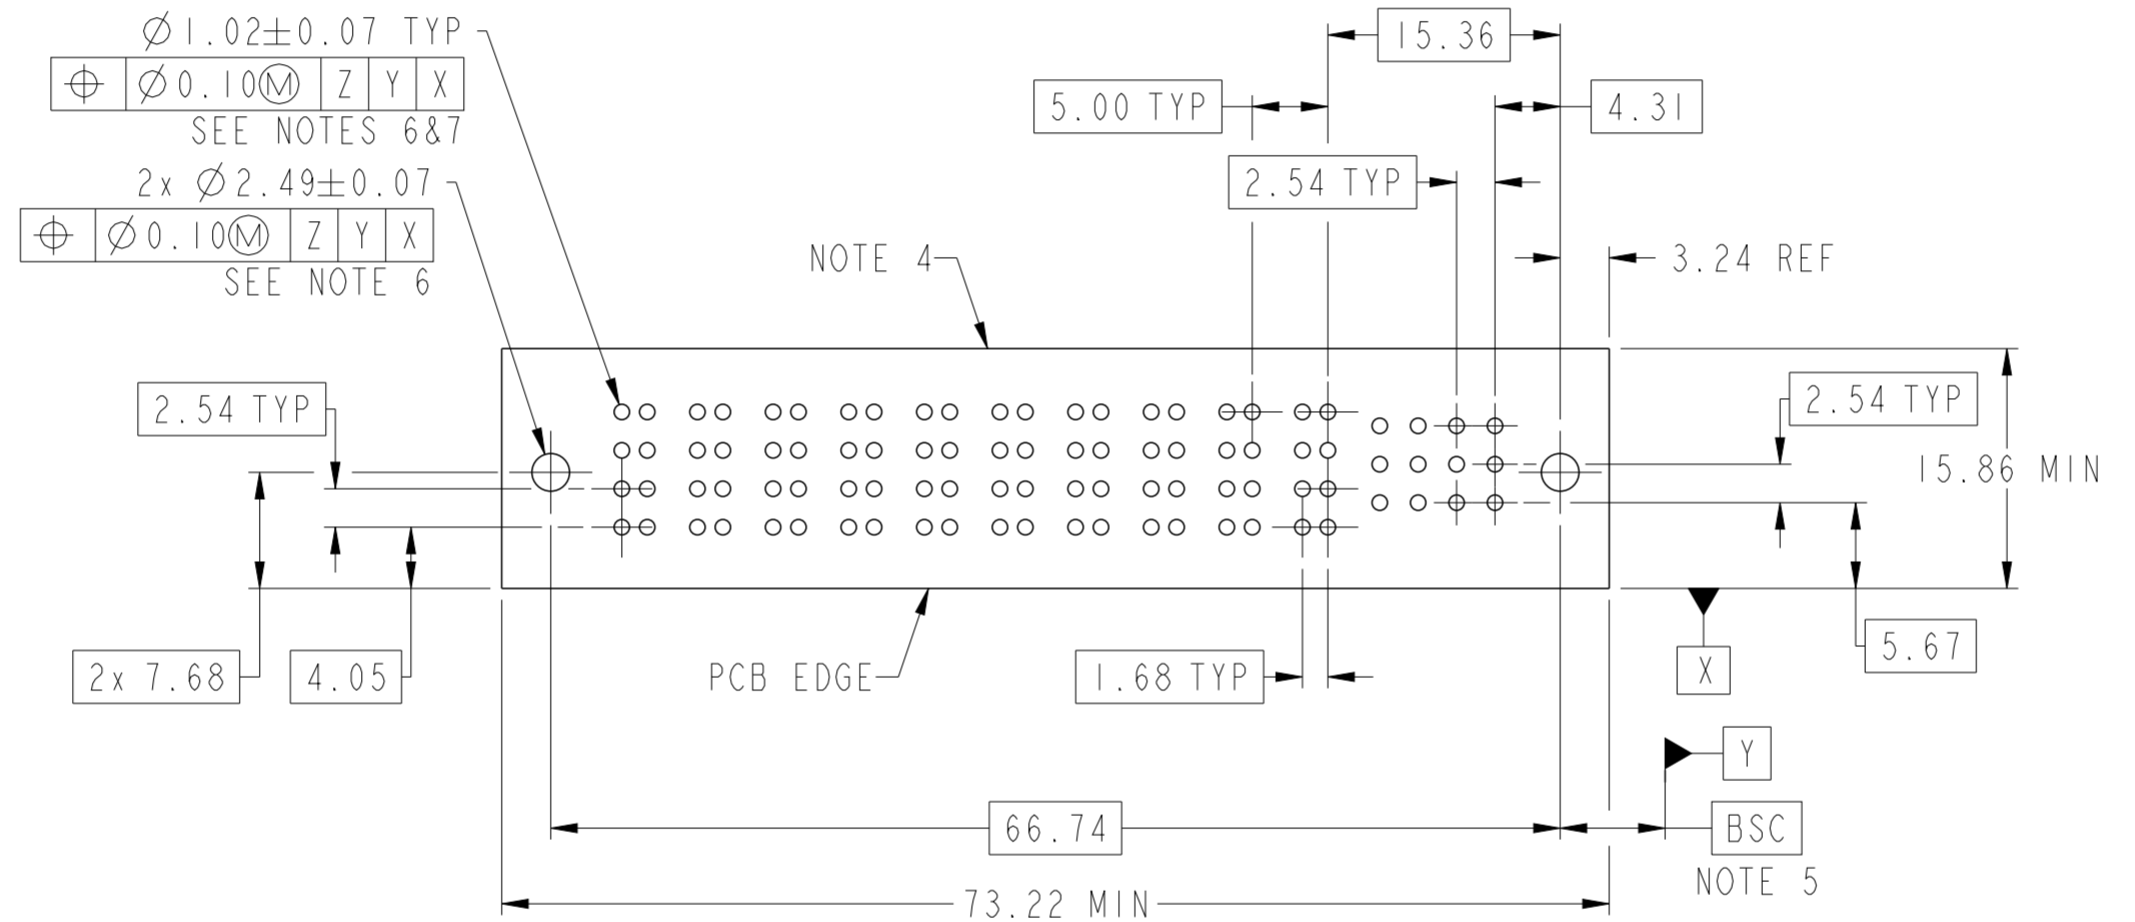 Ø1.02±0.07 TYP
⌖ Ø0.10Ⓜ Z Y X
SEE NOTES 6&7
2x Ø2.49±0.07
⌖ Ø0.10Ⓜ Z Y X
SEE NOTE 6
15.36
5.00 TYP
4.31
2.54 TYP
NOTE 4
3.24 REF
2.54 TYP
2.54 TYP
15.86 MIN
2x 7.68
4.05
PCB EDGE
1.68 TYP
X
5.67
Y
66.74
BSC
NOTE 5
73.22 MIN